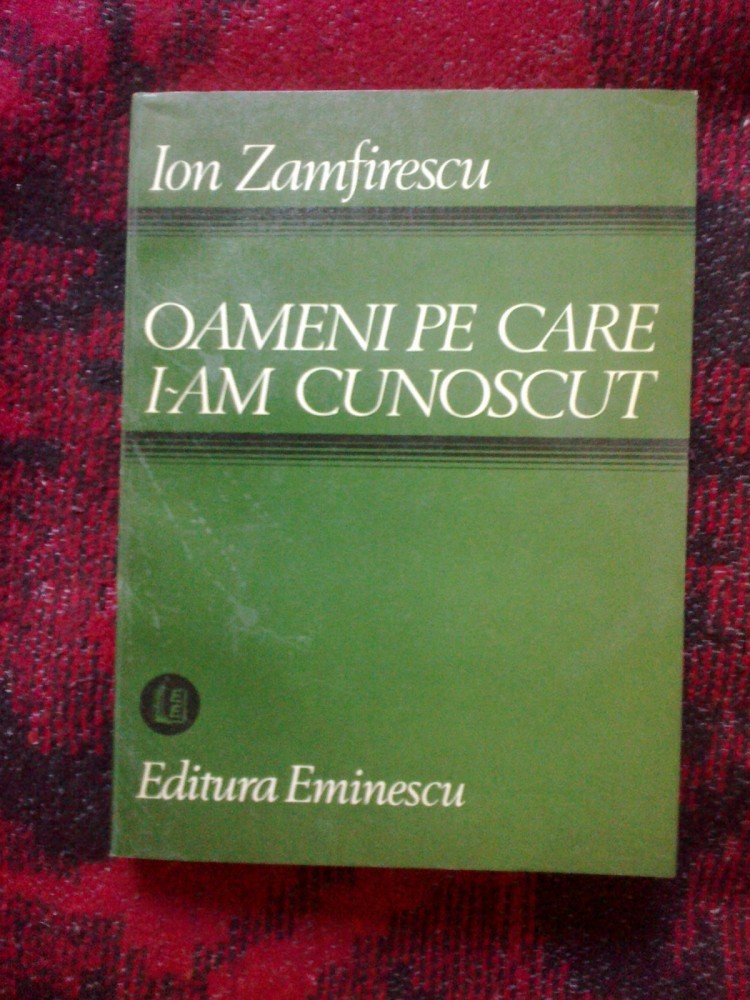 Ion Zamfirescu
OAMENI PE CARE
I-AM CUNOSCUT
Editura Eminescu